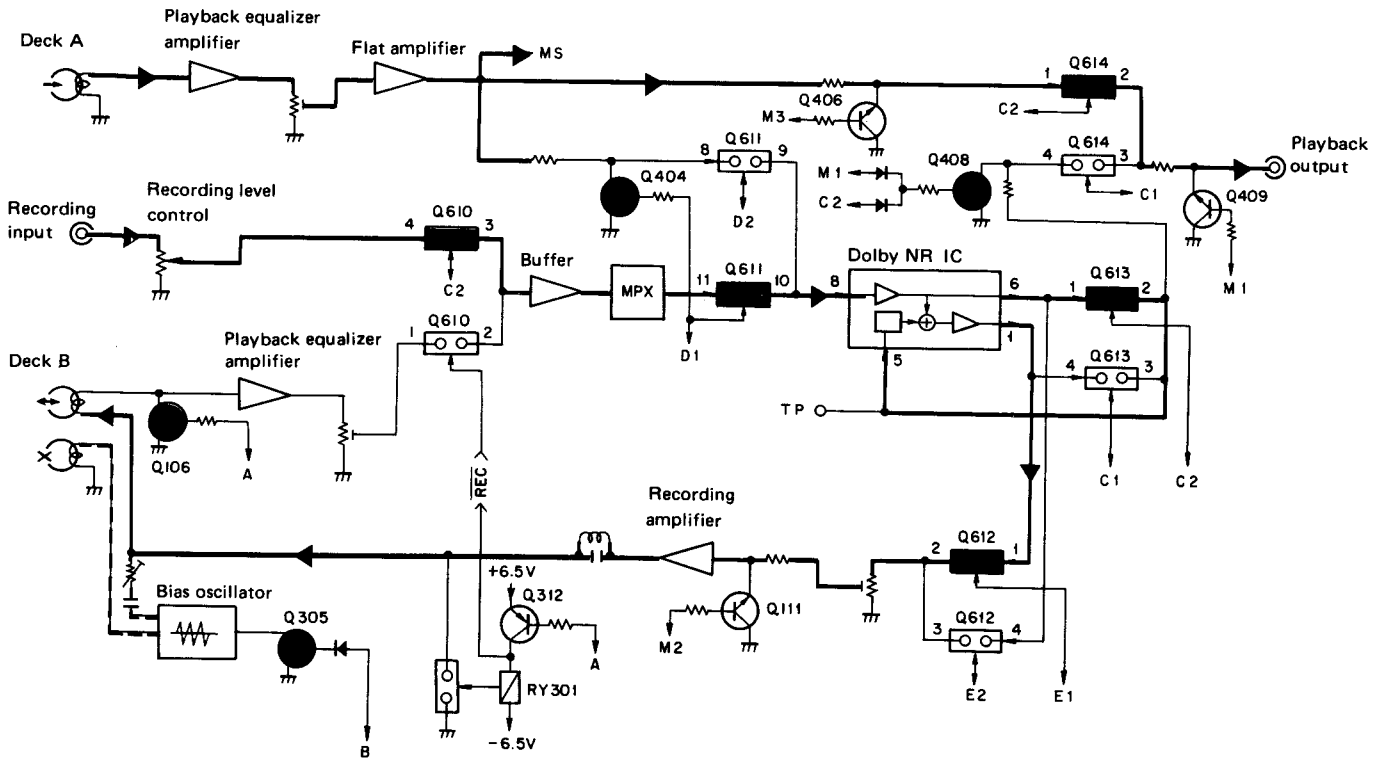 Playback equalizer
amplifier
Deck A
Flat amplifier
MS
1
Q614
2
Q406
M3
C2
Q611
8
9
Q404
D2
M1
C2
Q408
Q614
4
3
C1
Playback
output
Q409
M1
Recording level
control
Recording
input
Q610
4
3
C2
Buffer
MPX
11
Q611
10
D1
Dolby NR IC
8
6
1
5
Q613
1
2
Q613
4
3
C1
C2
TP
Q610
1
2
Playback equalizer
amplifier
Deck B
Q106
A
REC
Recording
amplifier
Q612
2
1
Q612
3
4
E2
E1
Q111
M2
+6.5V
Q312
A
RY301
-6.5V
Bias oscillator
Q305
B